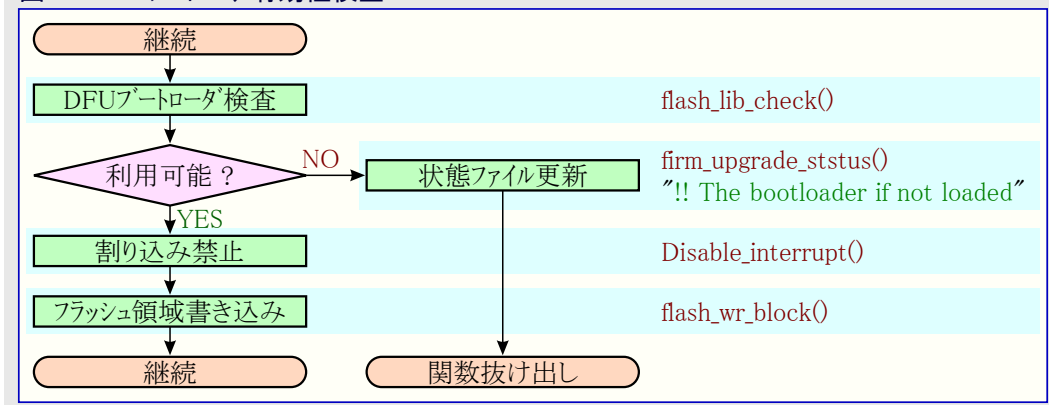 継続
DFUブートローダ検査
flash_lib_check()
利用可能?
NO
状態ファイル更新
firm_upgrade_ststus()
"!! The bootloader if not loaded"
YES
割り込み禁止
Disable_interrupt()
フラッシュ領域書き込み
flash_wr_block()
継続
関数抜け出し